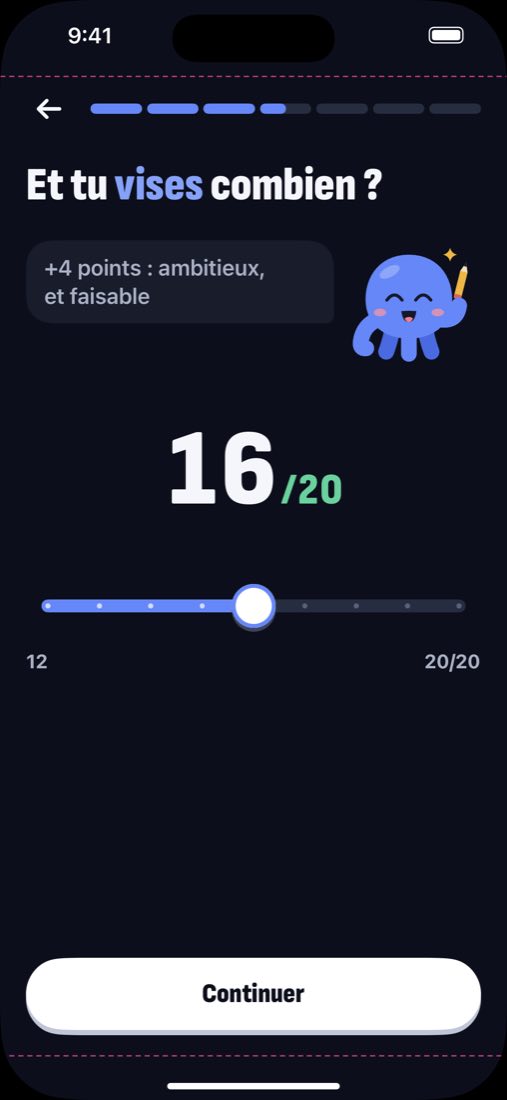 9:41
Et tu vises combien ?
+4 points : ambitieux,
et faisable
16/20
12
20/20
Continuer